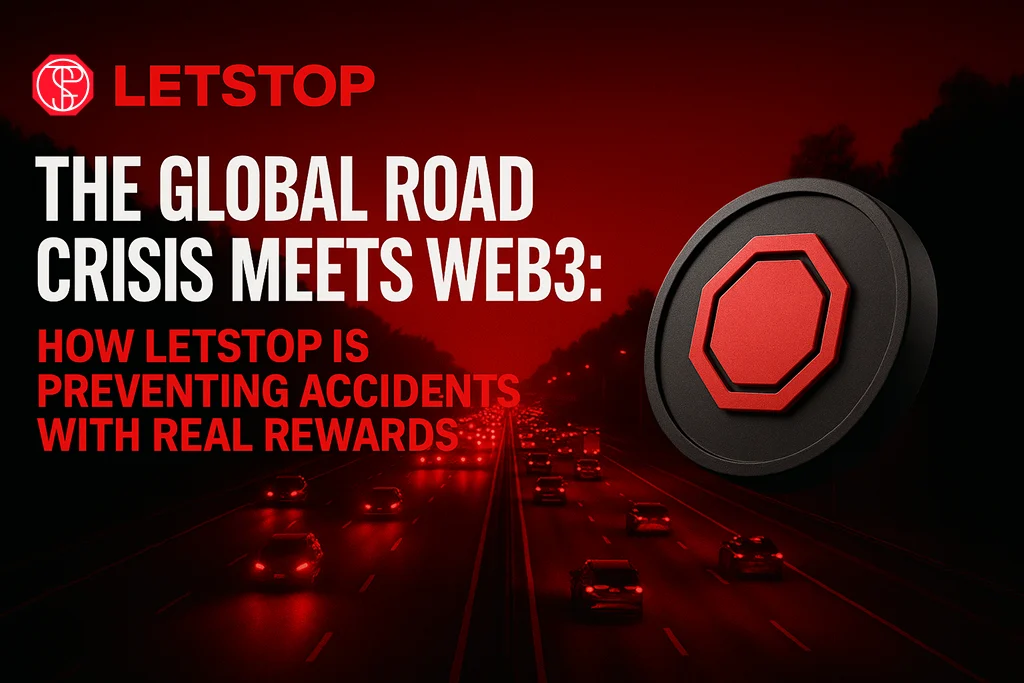 LETSTOP
THE GLOBAL ROAD
CRISIS MEETS WEB3:
HOW LETSTOP IS
PREVENTING ACCIDENTS
WITH REAL REWARDS